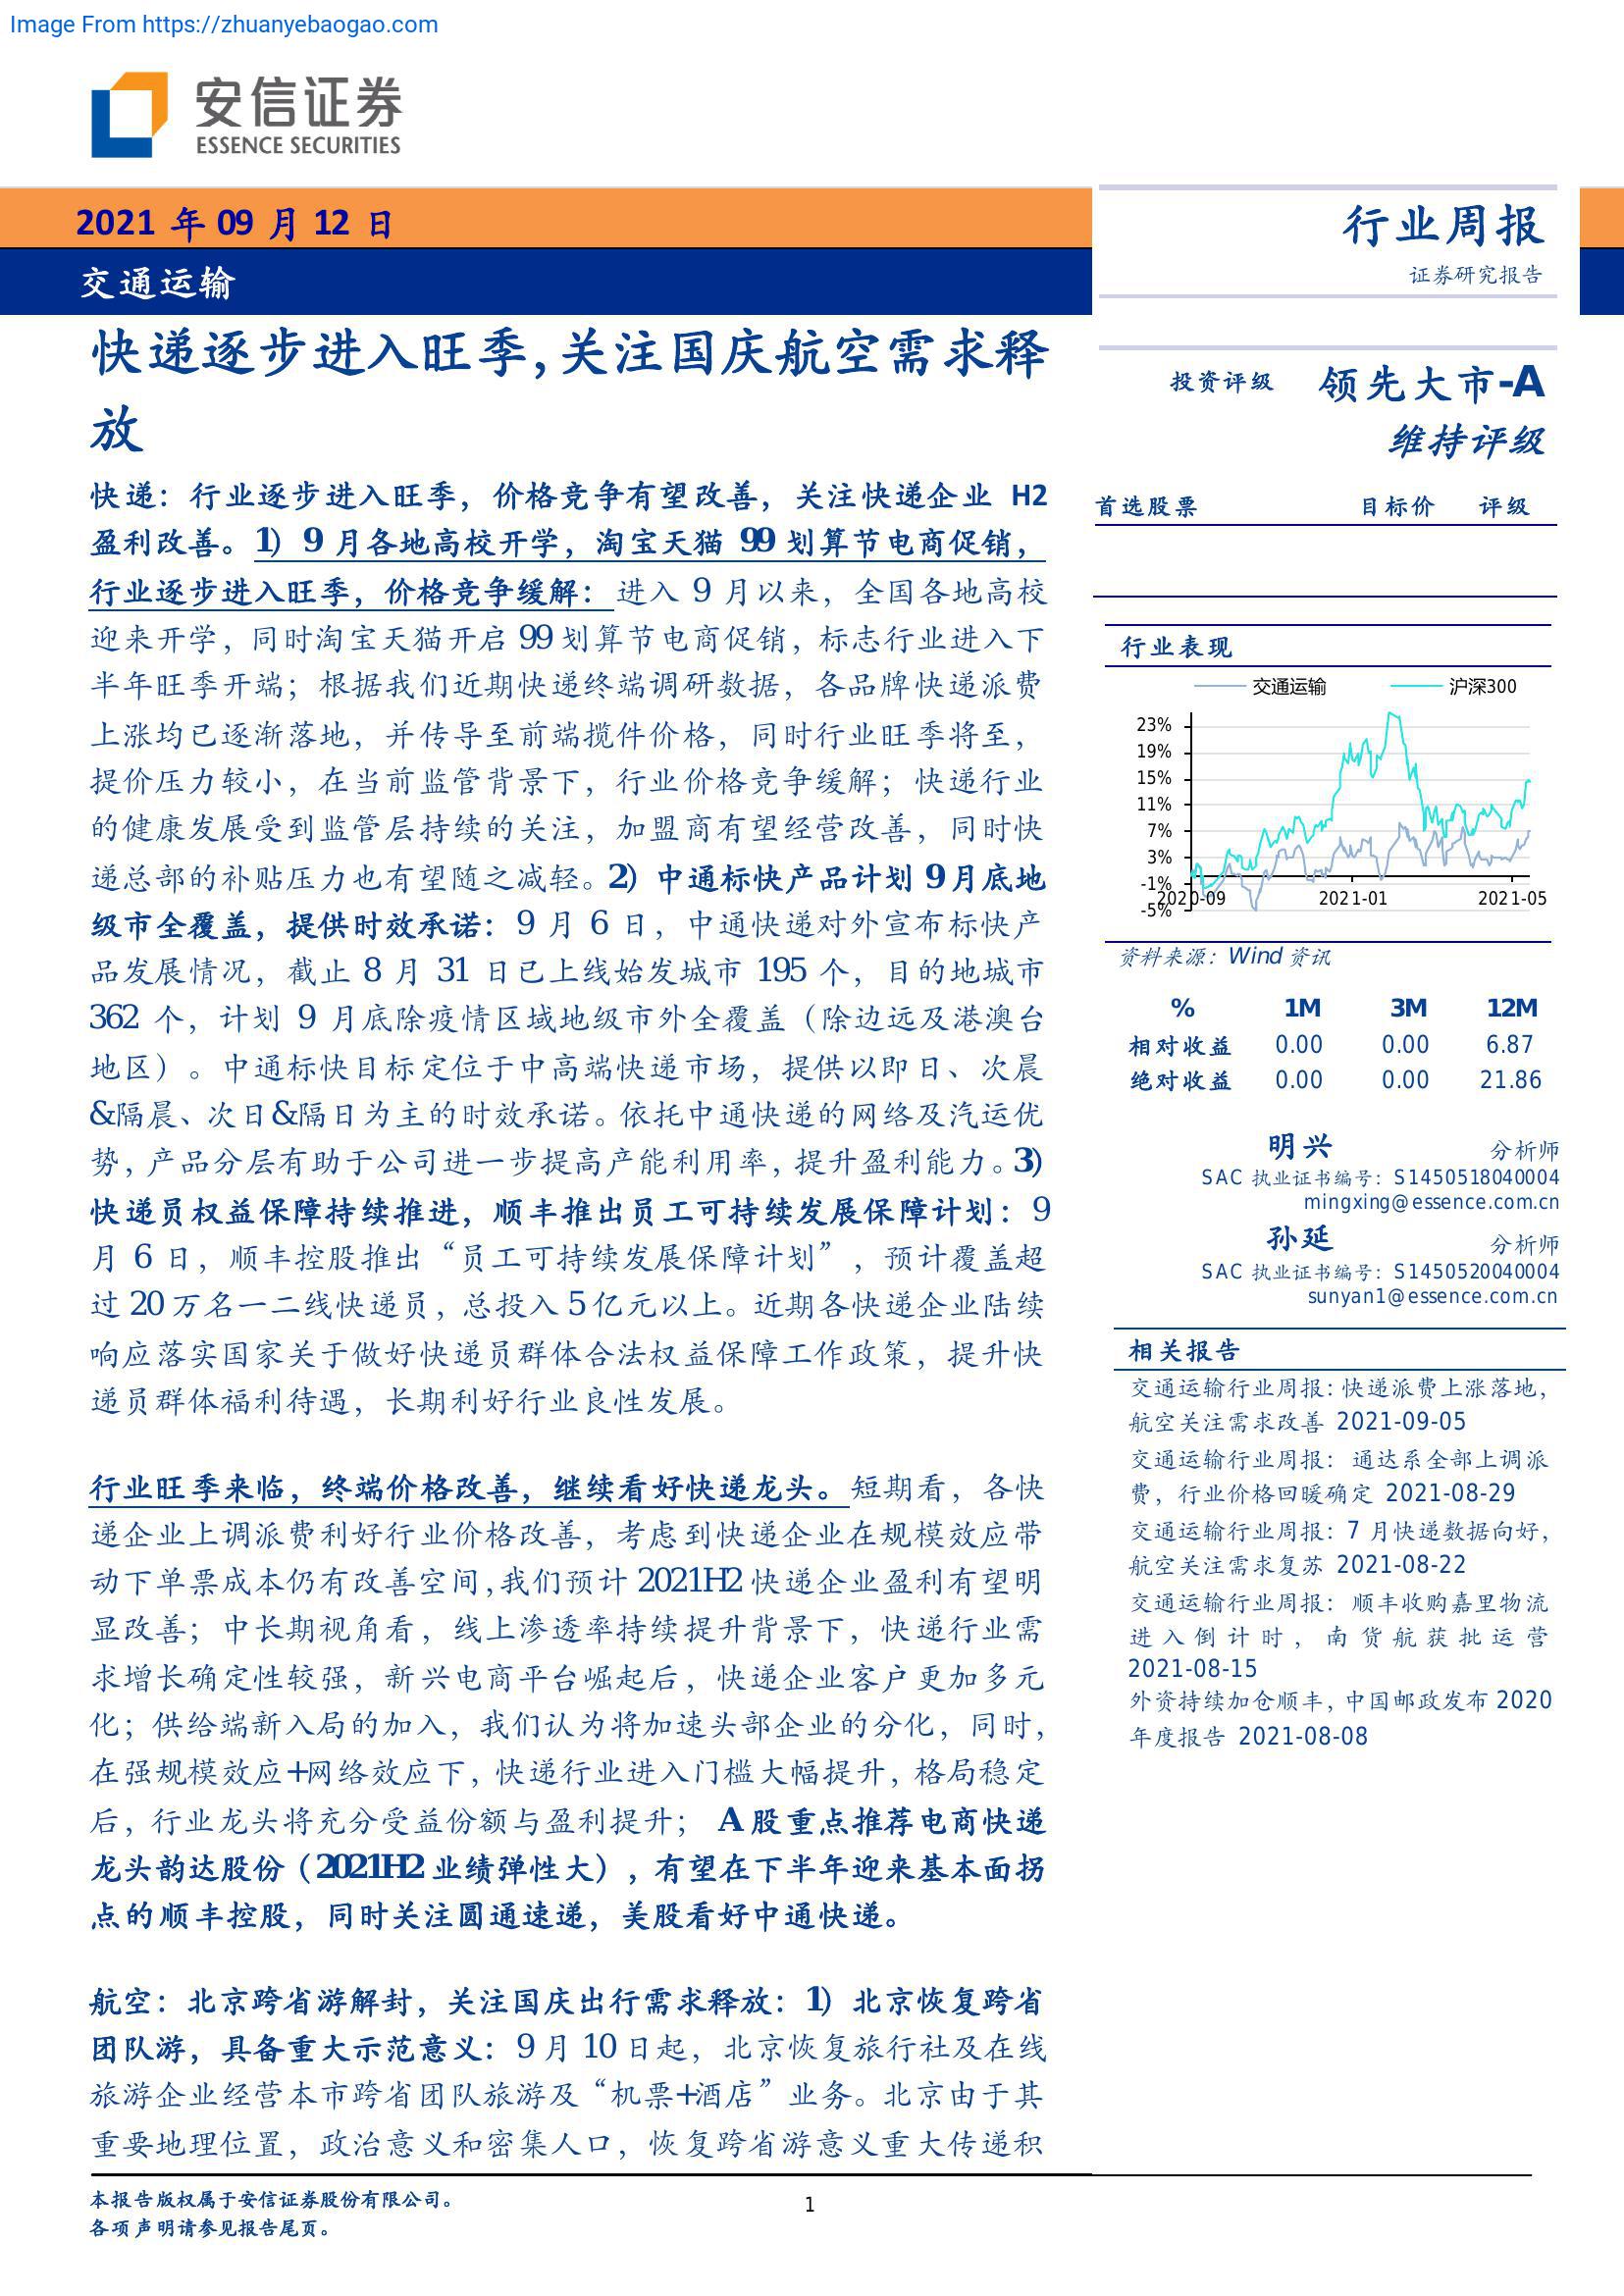 Image From https://zhuanyebaogao.com
安信证券
ESSENCE SECURITIES
2021 年 09 月 12 日
交通运输
行业周报
证券研究报告
快递逐步进入旺季,关注国庆航空需求释
放
快递：行业逐步进入旺季，价格竞争有望改善，关注快递企业 H2
盈利改善。1）9 月各地高校开学，淘宝天猫 99 划算节电商促销，
行业逐步进入旺季，价格竞争缓解：进入 9 月以来，全国各地高校
迎来开学，同时淘宝天猫开启 99 划算节电商促销，标志行业进入下
半年旺季开端；根据我们近期快递终端调研数据，各品牌快递派费
上涨均已逐渐落地，并传导至前端揽件价格，同时行业旺季将至，
提价压力较小，在当前监管背景下，行业价格竞争缓解；快递行业
的健康发展受到监管层持续的关注，加盟商有望经营改善，同时快
递总部的补贴压力也有望随之减轻。2）中通标快产品计划 9 月底地
级市全覆盖，提供时效承诺：9 月 6 日，中通快递对外宣布标快产
品发展情况，截止 8 月 31 日已上线始发城市 195 个，目的地城市
362 个，计划 9 月底除疫情区域地级市外全覆盖（除边远及港澳台
地区）。中通标快目标定位于中高端快递市场，提供以即日、次晨
&隔晨、次日&隔日为主的时效承诺。依托中通快递的网络及汽运优
势，产品分层有助于公司进一步提高产能利用率，提升盈利能力。3）
快递员权益保障持续推进，顺丰推出员工可持续发展保障计划：9
月 6 日，顺丰控股推出“员工可持续发展保障计划”，预计覆盖超
过 20 万名一二线快递员，总投入 5 亿元以上。近期各快递企业陆续
响应落实国家关于做好快递员群体合法权益保障工作政策，提升快
递员群体福利待遇，长期利好行业良性发展。
行业旺季来临，终端价格改善，继续看好快递龙头。短期看，各快
递企业上调派费利好行业价格改善，考虑到快递企业在规模效应带
动下单票成本仍有改善空间,我们预计 2021H2 快递企业盈利有望明
显改善；中长期视角看，线上渗透率持续提升背景下，快递行业需
求增长确定性较强，新兴电商平台崛起后，快递企业客户更加多元
化；供给端新入局的加入，我们认为将加速头部企业的分化，同时，
在强规模效应+网络效应下，快递行业进入门槛大幅提升，格局稳定
后，行业龙头将充分受益份额与盈利提升； A 股重点推荐电商快递
龙头韵达股份（2021H2 业绩弹性大），有望在下半年迎来基本面拐
点的顺丰控股，同时关注圆通速递，美股看好中通快递。
航空：北京跨省游解封，关注国庆出行需求释放：1）北京恢复跨省
团队游，具备重大示范意义：9 月 10 日起，北京恢复旅行社及在线
旅游企业经营本市跨省团队旅游及“机票+酒店”业务。北京由于其
重要地理位置，政治意义和密集人口，恢复跨省游意义重大传递积
投资评级 领先大市-A
维持评级
首选股票 目标价 评级
行业表现
交通运输 沪深300
23%
19%
15%
11%
7%
3%
-1%
-5%
2020-09 2021-01 2021-05
资料来源：Wind 资讯
% 1M 3M 12M
相对收益 0.00 0.00 6.87
绝对收益 0.00 0.00 21.86
明兴 分析师
SAC 执业证书编号：S1450518040004
mingxing@essence.com.cn
孙延 分析师
SAC 执业证书编号：S1450520040004
sunyan1@essence.com.cn
相关报告
交通运输行业周报：快递派费上涨落地，
航空关注需求改善 2021-09-05
交通运输行业周报：通达系全部上调派
费，行业价格回暖确定 2021-08-29
交通运输行业周报：7 月快递数据向好，
航空关注需求复苏 2021-08-22
交通运输行业周报：顺丰收购嘉里物流
进入倒计时，南货航获批运营
2021-08-15
外资持续加仓顺丰，中国邮政发布 2020
年度报告 2021-08-08
本报告版权属于安信证券股份有限公司。
各项声明请参见报告尾页。
1